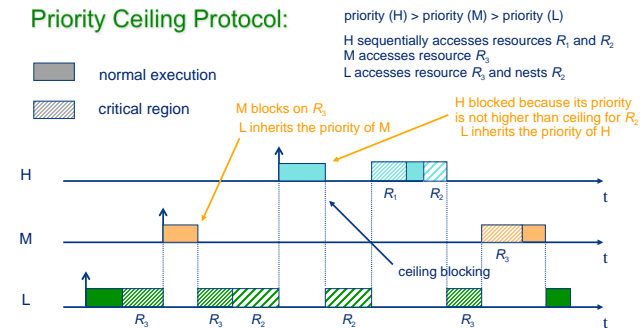 Priority Ceiling Protocol:
priority (H) > priority (M) > priority (L)
H sequentially accesses resources R1 and R2
M accesses resource R3
L accesses resource R3 and nests R2
normal execution
critical region
M blocks on R3
L inherits the priority of M
H blocked because its priority
is not higher than ceiling for R2
L inherits the priority of H
H
R1
R2
t
M
R3
t
ceiling blocking
L
R3
R3
R2
R2
R3
t